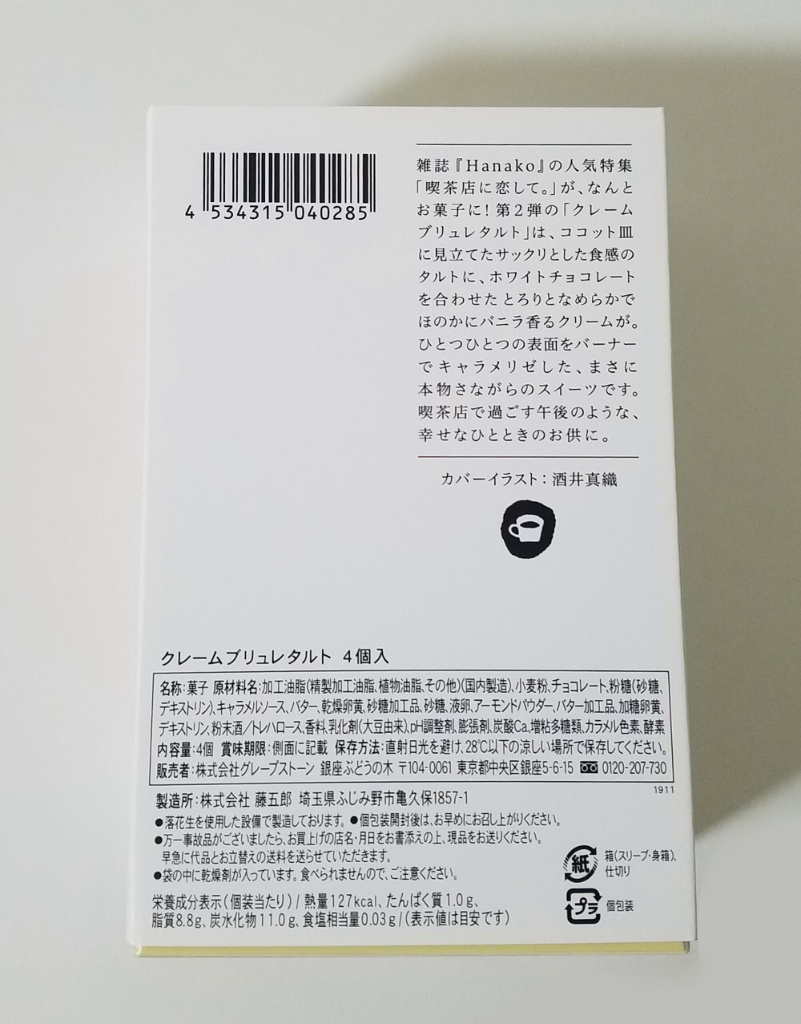 4 534315 040285
雑誌『Hanako』の人気特集
「喫茶店に恋して。」が、なんと
お菓子に!第2弾の「クレーム
ブリュレタルト」は、ココット皿
に見立てたサックリとした食感の
タルトに、ホワイトチョコレート
を合わせたとろりとなめらかで
ほのかにバニラ香るクリームが。
ひとつひとつの表面をバーナー
でキャラメリゼした、まさに
本物さながらのスイーツです。
喫茶店で過ごす午後のような、
幸せなひとときのお供に。
カバーイラスト:酒井真織
クレームブリュレタルト 4個入
名称:菓子 原材料名:加工油脂(精製加工油脂、植物油脂、その他)(国内製造)、小麦粉、チョコレート、粉糖(砂糖、
デキストリン)、キャラメルソース、バター、乾燥卵黄、砂糖加工品、砂糖、液卵、アーモンドパウダー、バター加工品、加糖卵黄、
デキストリン、粉末酒/トレハロース、香料、乳化剤(大豆由来)、pH調整剤、膨張剤、炭酸Ca、増粘多糖類、カラメル色素、酵素
内容量:4個 賞味期限:側面に記載 保存方法:直射日光を避け、28℃以下の涼しい場所で保存してください。
販売者:株式会社グレープストーン 銀座ぶどうの木 〒104-0061 東京都中央区銀座5-6-15 0120-207-730
1911
製造所:株式会社 藤五郎 埼玉県ふじみ野市亀久保1857-1
●落花生を使用した設備で製造しております。●個包装開封後は、お早めにお召し上がりください。
●万一事故品がございましたら、お買上げの店名・月日をお書添えの上、現品をお送りください。
早急に代品とお立替えの送料を送らせていただきます。
●袋の中に乾燥剤が入っています。食べられませんので、ご注意ください。
栄養成分表示(個装当たり)/熱量127kcal、たんぱく質1.0g、
脂質8.8g、炭水化物11.0g、食塩相当量0.03g/(表示値は目安です)
紙 箱(スリーブ・身箱)、
仕切り
プラ 個包装